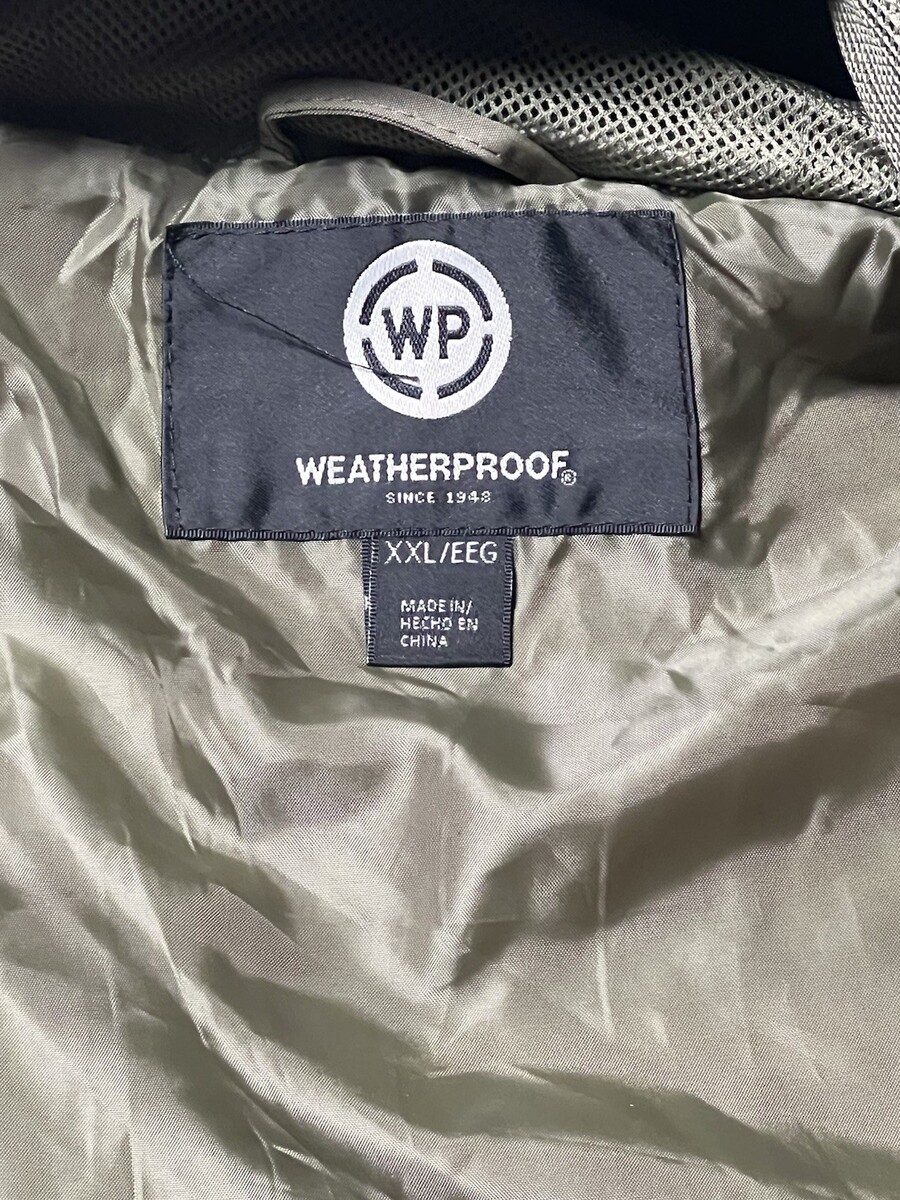 WP
WEATHERPROOF®
SINCE 1948
XXL/EEG
MADE IN/
HECHO EN
CHINA